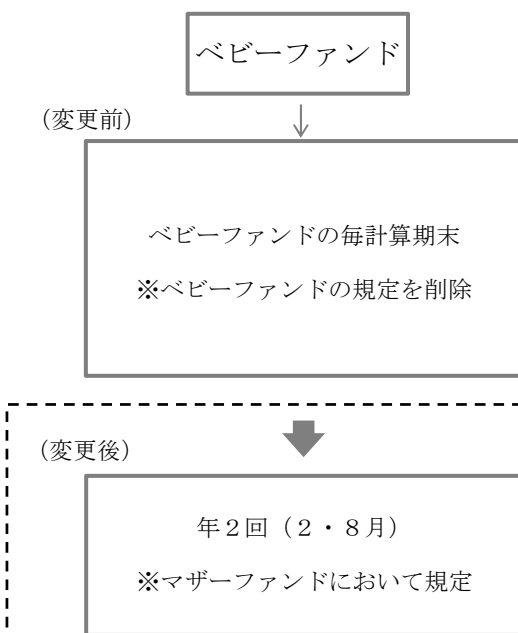 ベビーファンド
（変更前）
ベビーファンドの毎計算期末
※ベビーファンドの規定を削除
（変更後）
年２回（２・８月）
※マザーファンドにおいて規定